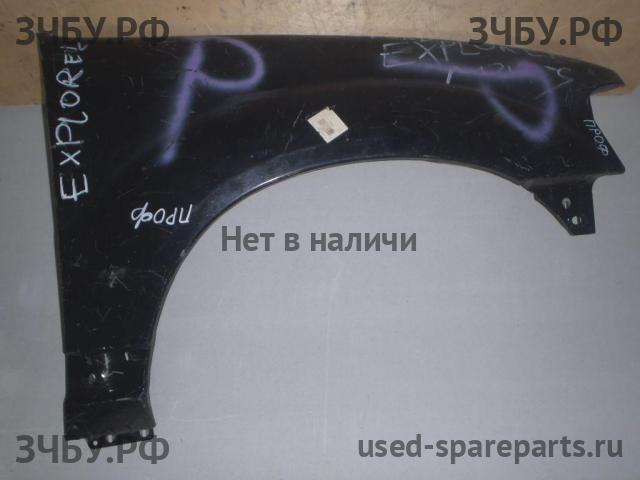 ЗЧБУ.РФ
ЗЧБУ.РФ
EXPLORER
P
EXPLORER
ПРОФ
ПРОФ
Нет в наличи
ЗЧБУ.РФ
used-spareparts.ru